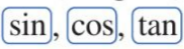 sin, cos, tan